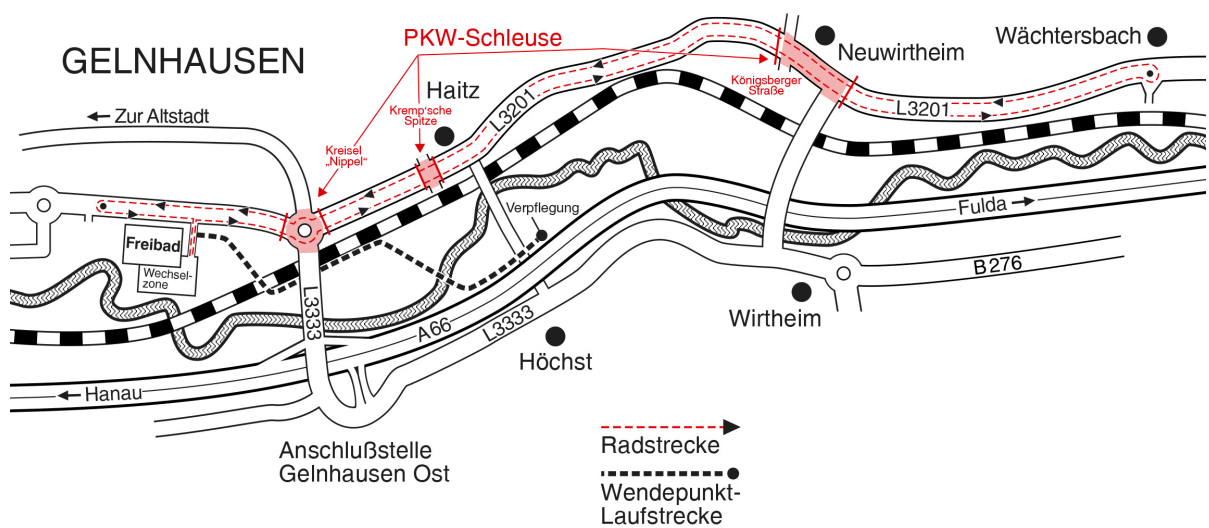 GELNHAUSEN
PKW-Schleuse
Neuwirtheim
Wächtersbach
Königsberger
Straße
Haitz
Kremp'sche
Spitze
L3201
L3201
← Zur Altstadt
Kreisel
„Nippel“
Verpflegung
Fulda →
Freibad
Wechsel-
zone
B276
L3333
A66
L3333
Wirtheim
Höchst
← Hanau
Anschlußstelle
Gelnhausen Ost
Radstrecke
Wendepunkt-
Laufstrecke